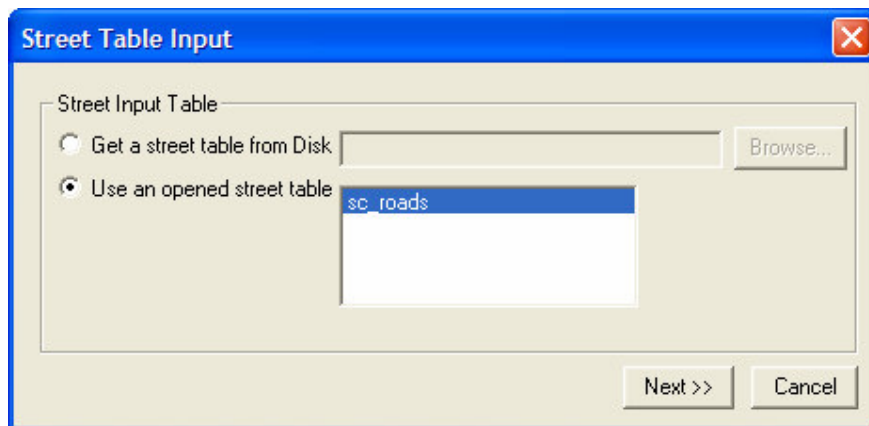 Street Table Input
Street Input Table
Get a street table from Disk
Browse...
Use an opened street table
sc_roads
Next >>
Cancel